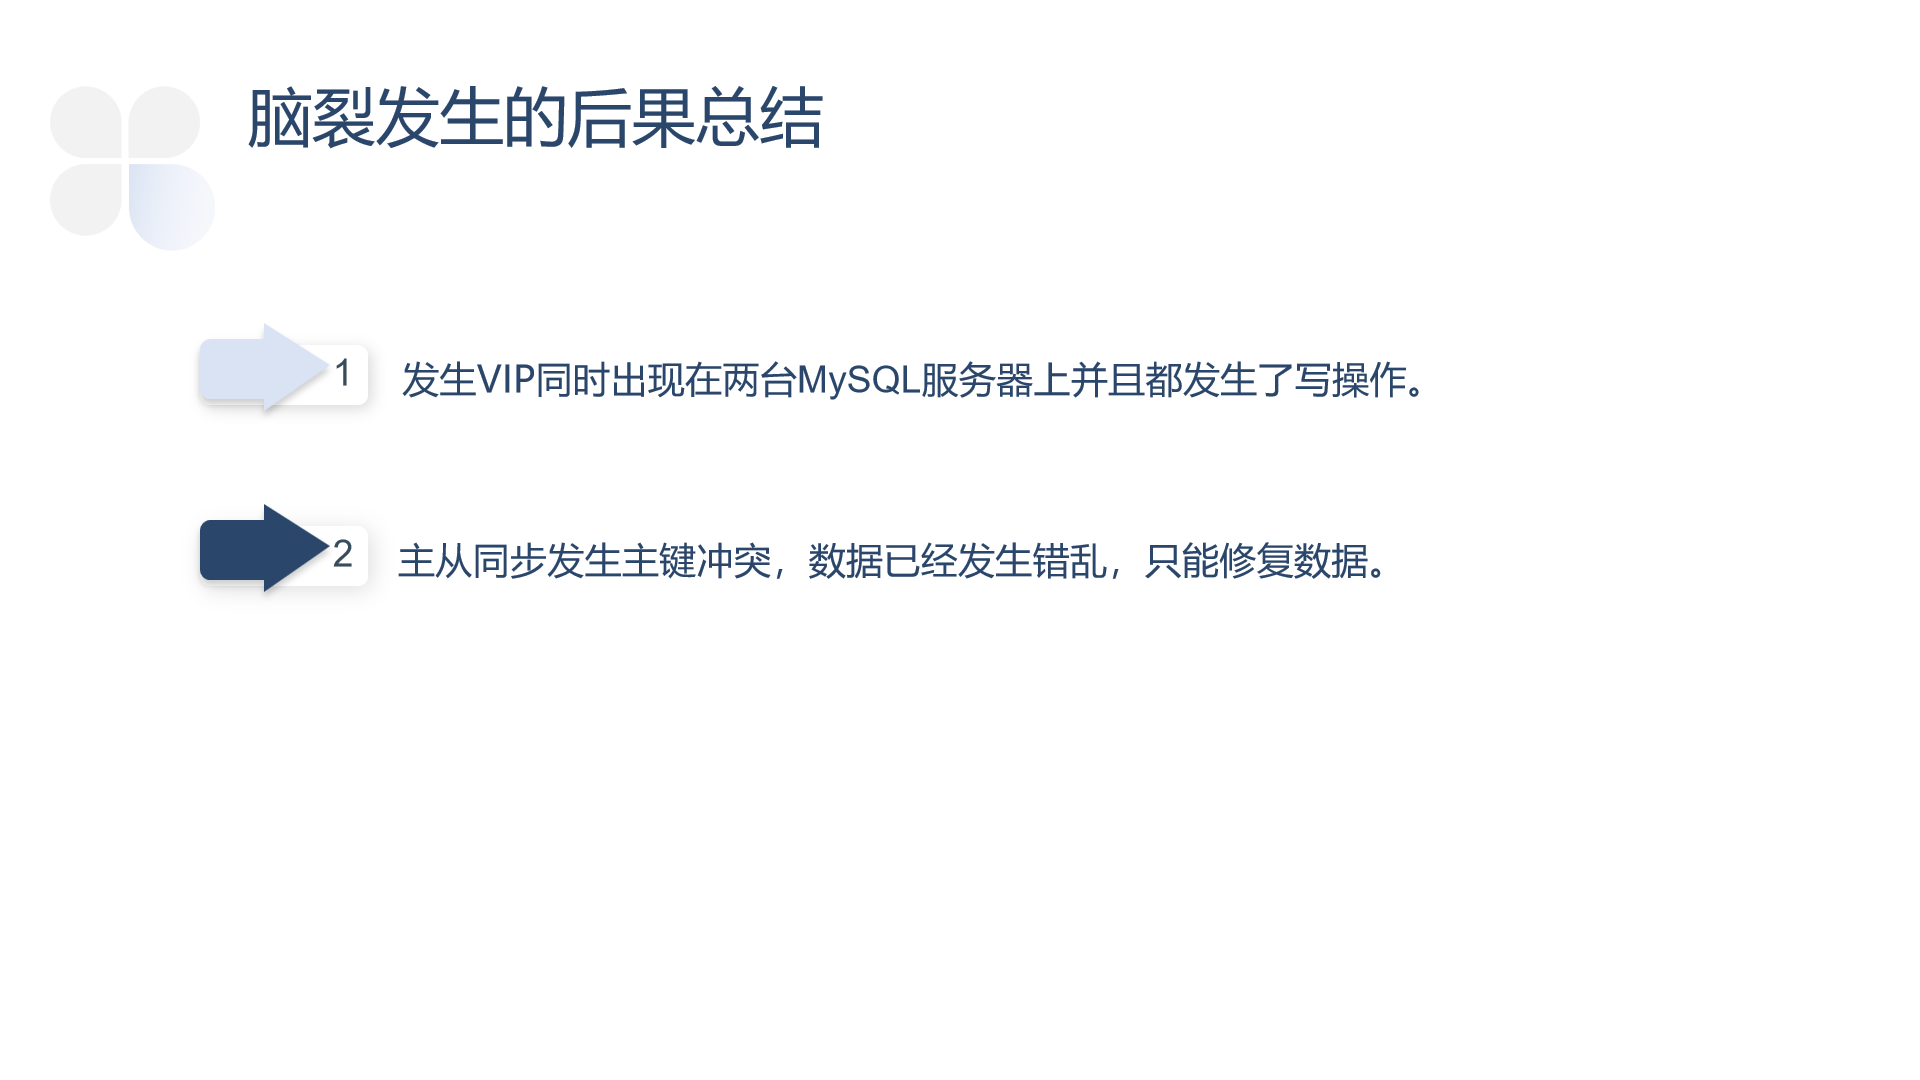 脑裂发生的后果总结
1
发生VIP同时出现在两台MySQL服务器上并且都发生了写操作。
2
主从同步发生主键冲突，数据已经发生错乱，只能修复数据。